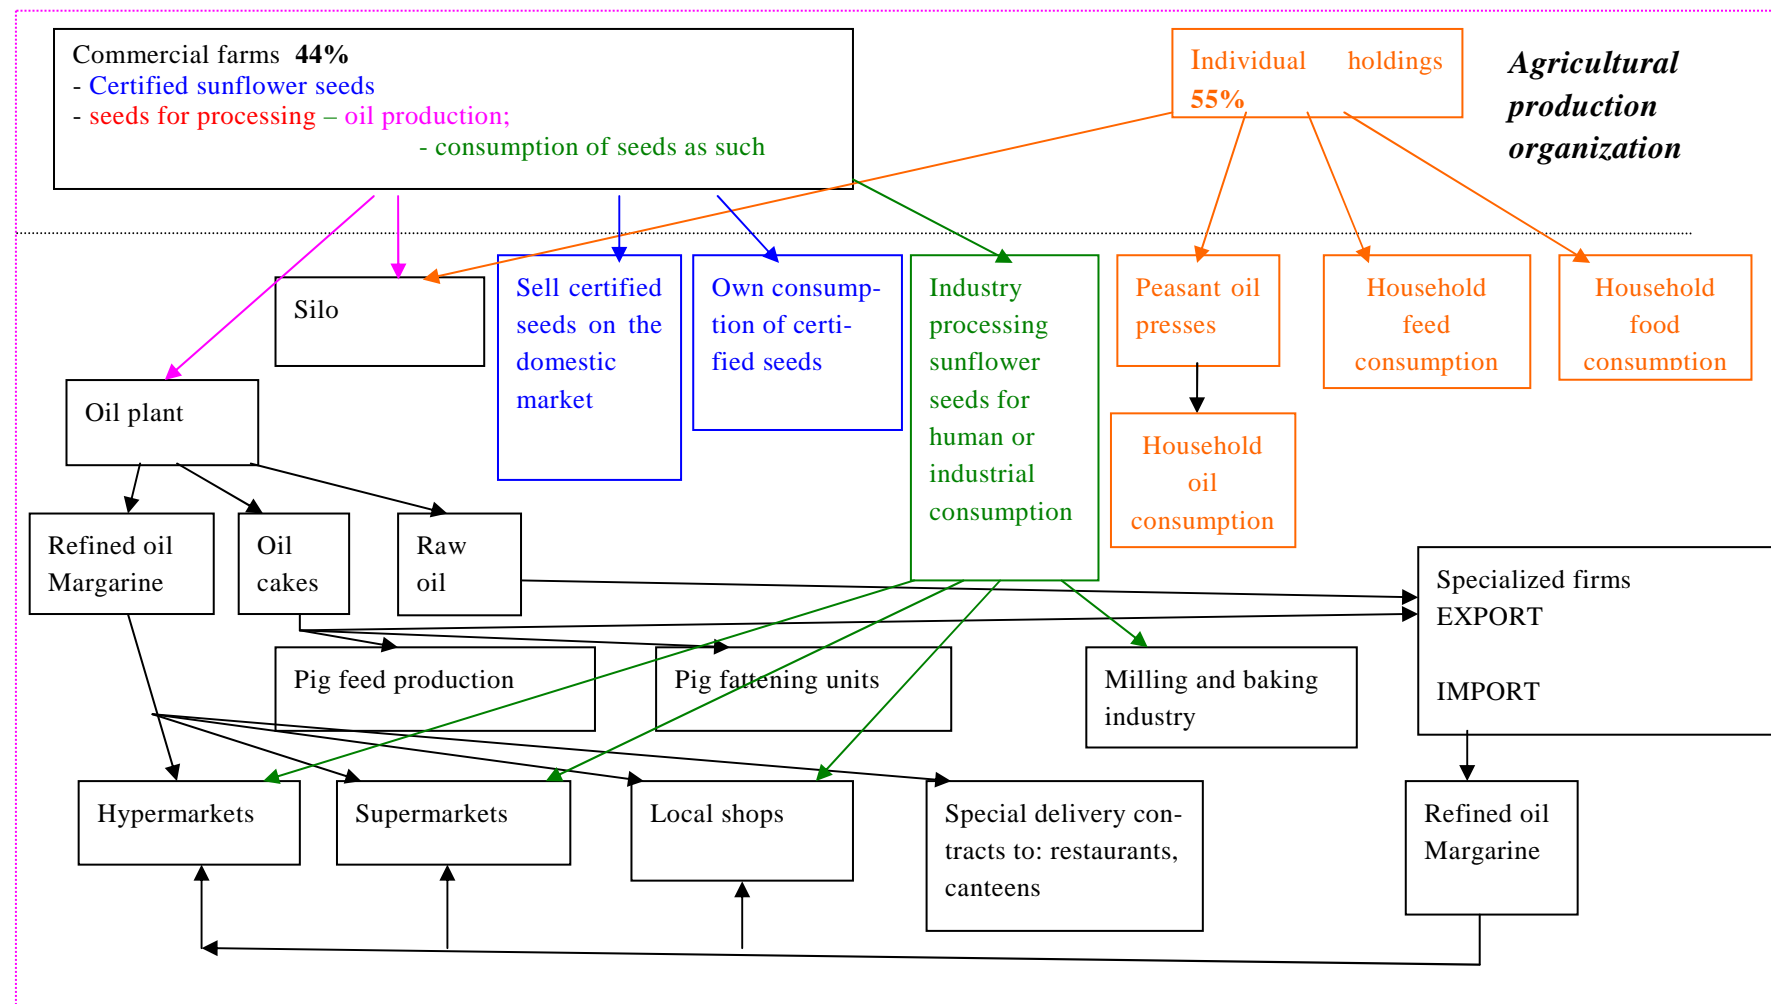 Commercial farms 44%
- Certified sunflower seeds
- seeds for processing – oil production;
- consumption of seeds as such
Individual holdings
55%
Agricultural
production
organization
Silo
Sell certified
seeds on the
domestic
market
Own consump-
tion of certi-
fied seeds
Industry
processing
sunflower
seeds for
human or
industrial
consumption
Peasant oil
presses
Household
feed
consumption
Household
food
consumption
Oil plant
Household
oil
consumption
Refined oil
Margarine
Oil
cakes
Raw
oil
Specialized firms
EXPORT
IMPORT
Pig feed production
Pig fattening units
Milling and baking
industry
Hypermarkets
Supermarkets
Local shops
Special delivery con-
tracts to: restaurants,
canteens
Refined oil
Margarine